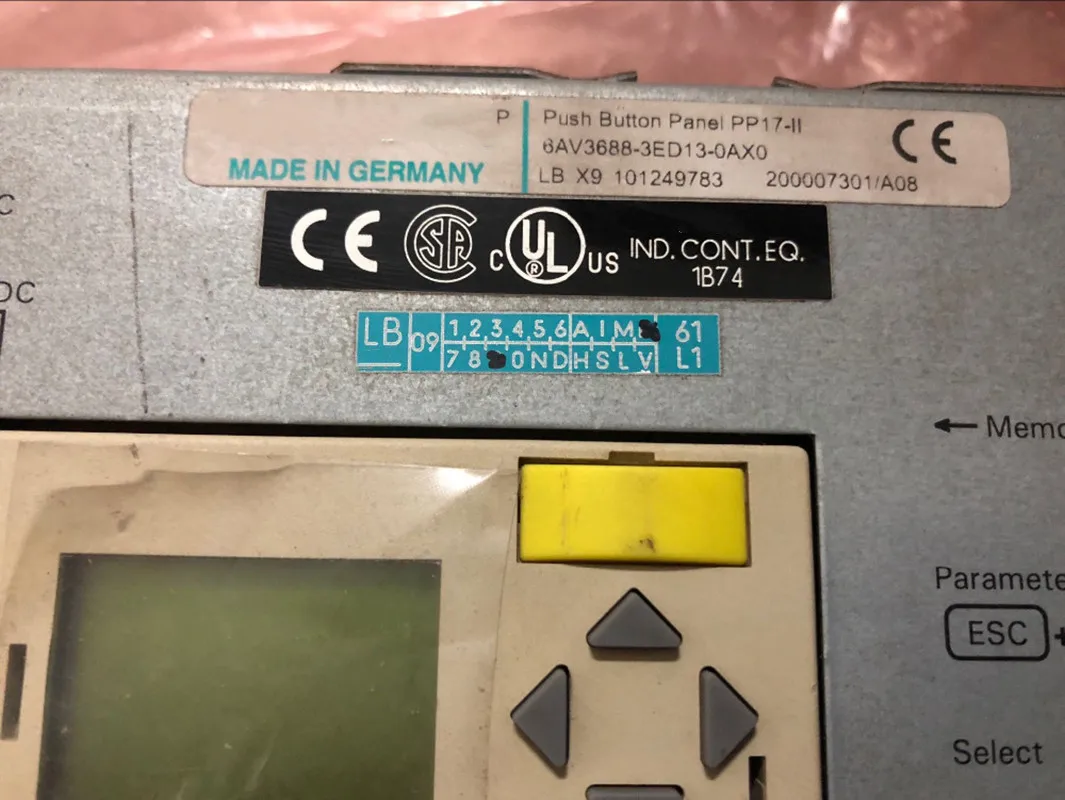 P
MADE IN GERMANY
Push Button Panel PP17-II
6AV3688-3ED13-0AX0
LB X9 101249783 200007301/A08
CE
CE SA C UL ® US IND. CONT. EQ.
1B74
C
DC
LB 09 1 2 3 4 5 6 A I M 61
7 8 0 N D H S L V L1
← Memo
Paramete
ESC +
Select